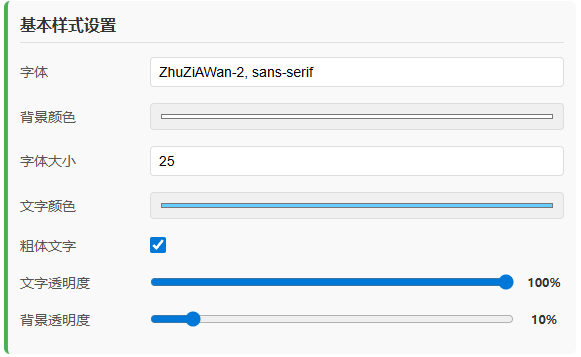 基本样式设置
字体 ZhuZiAWan-2, sans-serif
背景颜色
字体大小 25
文字颜色
粗体文字
文字透明度 100%
背景透明度 10%